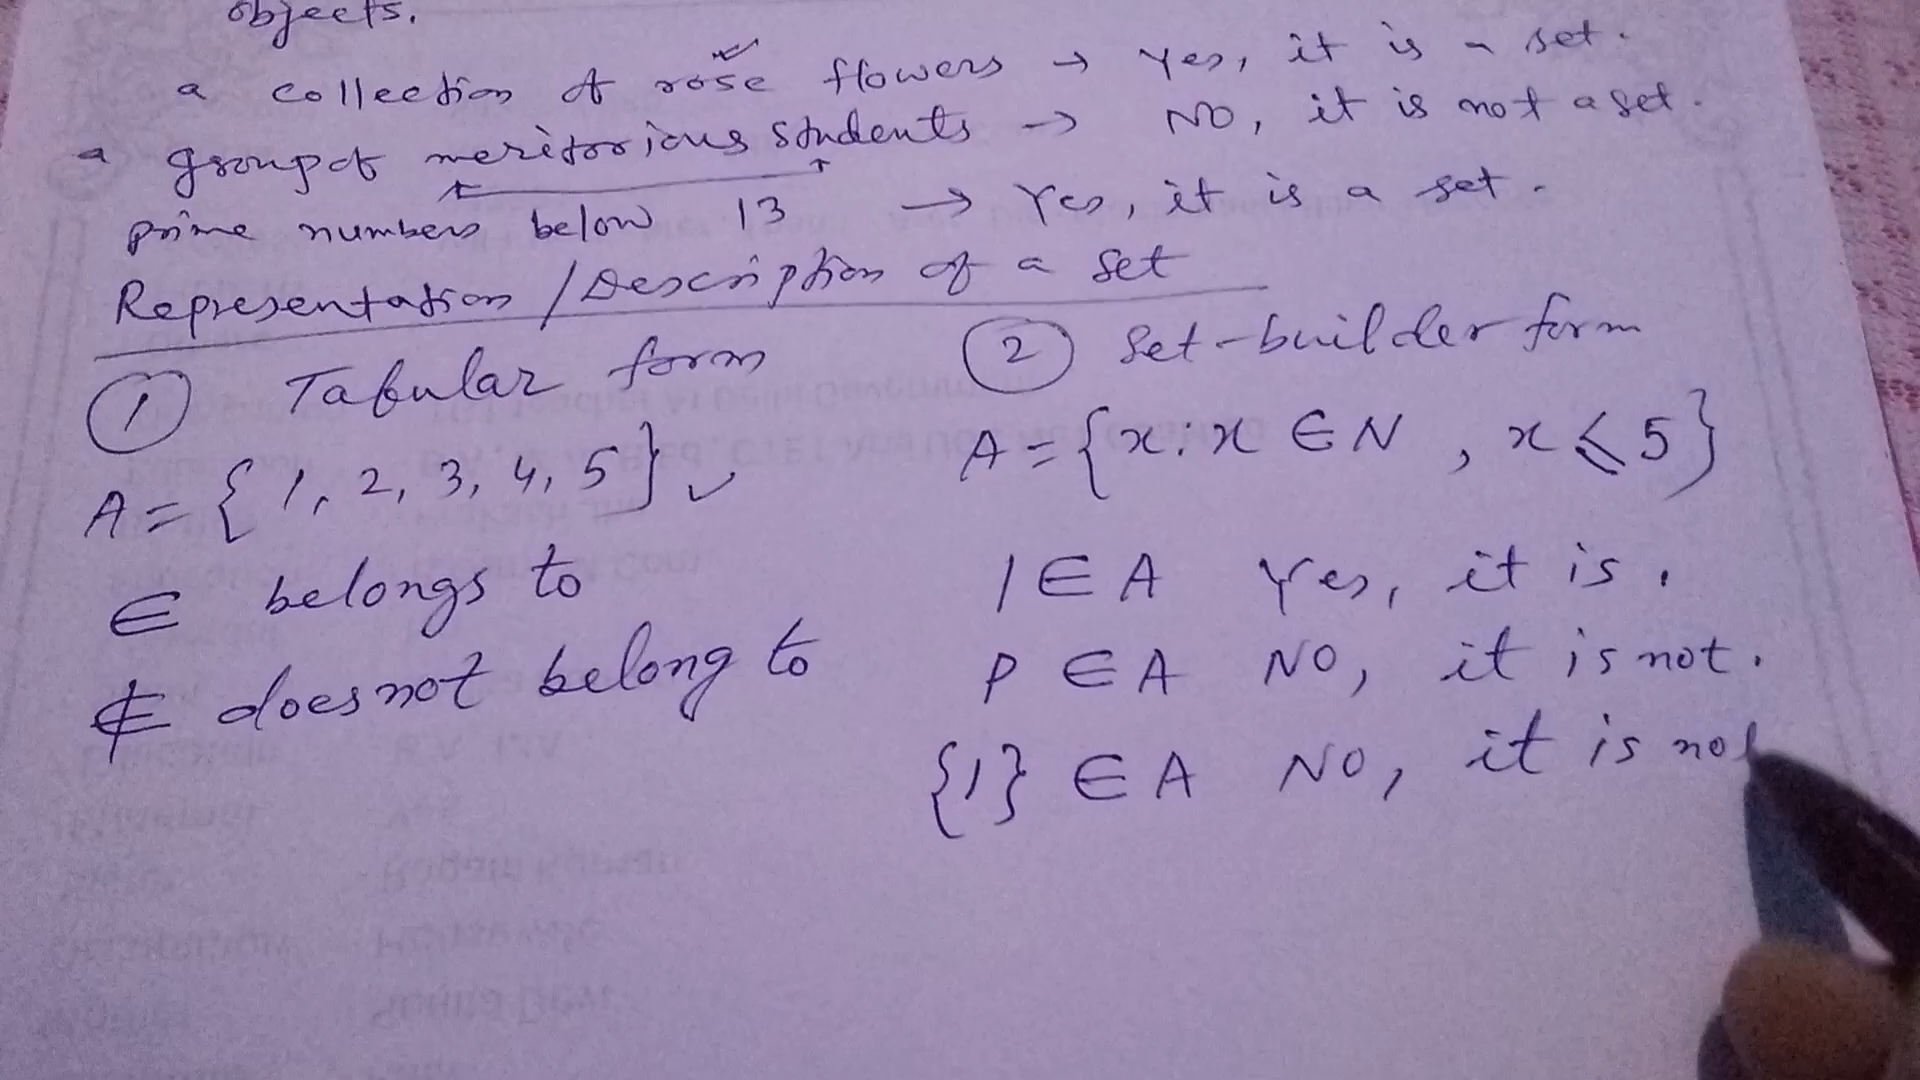 objects.
a collection of rose flowers → Yes, it is a set.
a group of meritorious students → NO, it is not a set.
prime numbers below 13 → Yes, it is a set.
Representation / Description of a set
① Tabular form
A = {1, 2, 3, 4, 5} ✓
∈ belongs to
∉ does not belong to
② Set-builder form
A = {x : x ∈ N, x ⩽ 5}
1 ∈ A Yes, it is.
P ∈ A NO, it is not.
{1} ∈ A NO, it is not